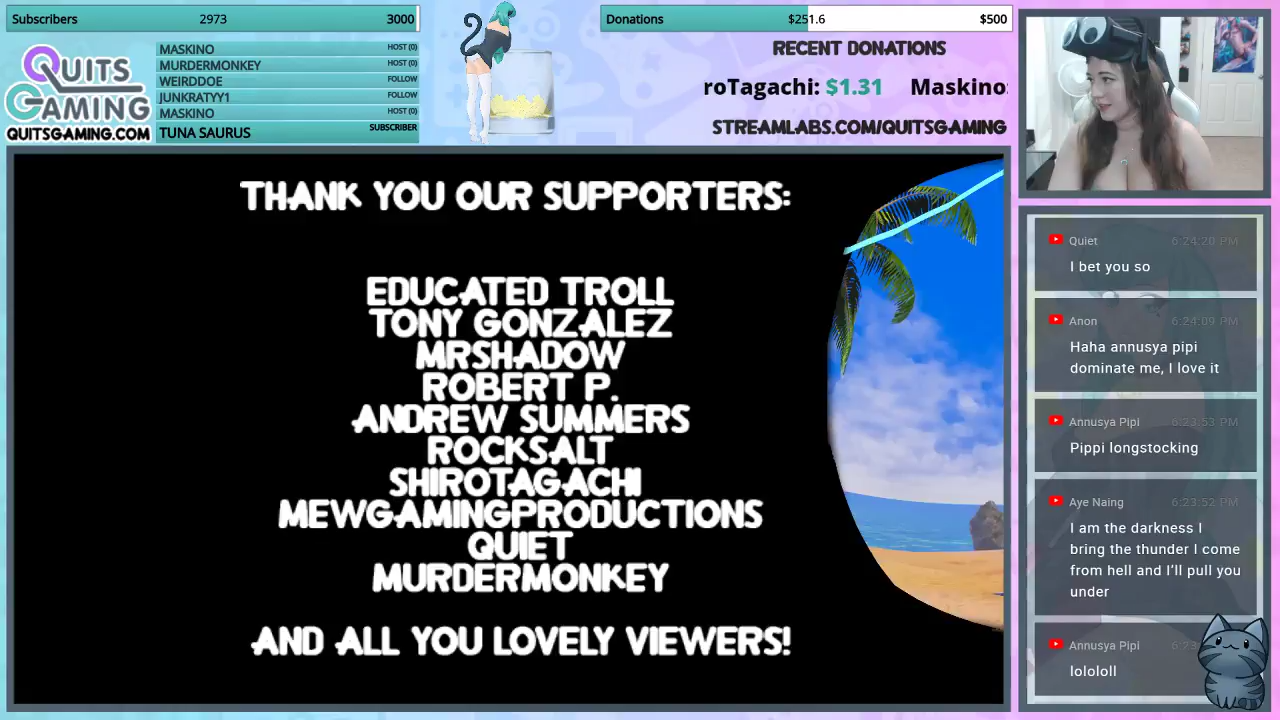 Subscribers 2973 3000
Donations $251.6 $500
QUITS
GAMING
QUITSGAMING.COM
MASKINO HOST (0)
MURDERMONKEY HOST (0)
WEIRDDOE FOLLOW
JUNKRATYY1 FOLLOW
MASKINO HOST (0)
TUNA SAURUS SUBSCRIBER
RECENT DONATIONS
roTagachi: $1.31 Maskino:
STREAMLABS.COM/QUITSGAMING
THANK YOU OUR SUPPORTERS:
EDUCATED TROLL
TONY GONZALEZ
MRSHADOW
ROBERT P.
ANDREW SUMMERS
ROCKSALT
SHIROTAGACHI
MEWGAMINGPRODUCTIONS
QUIET
MURDERMONKEY
AND ALL YOU LOVELY VIEWERS!
Quiet 6:24:20 PM
I bet you so
Anon 6:24:09 PM
Haha annusya pipi
dominate me, I love it
Annusya Pipi 6:23:53 PM
Pippi longstocking
Aye Naing 6:23:52 PM
I am the darkness I
bring the thunder I come
from hell and I'll pull you
under
Annusya Pipi
lolololl